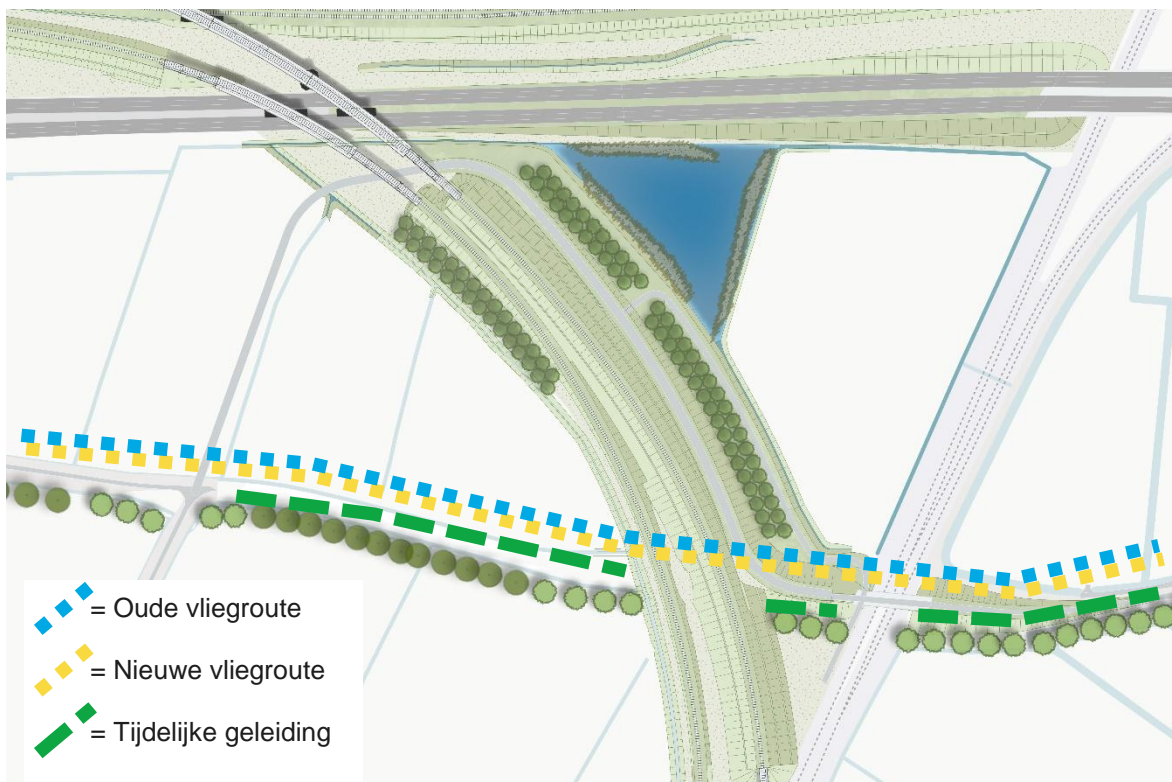 = Oude vliegroute
= Nieuwe vliegroute
= Tijdelijke geleiding